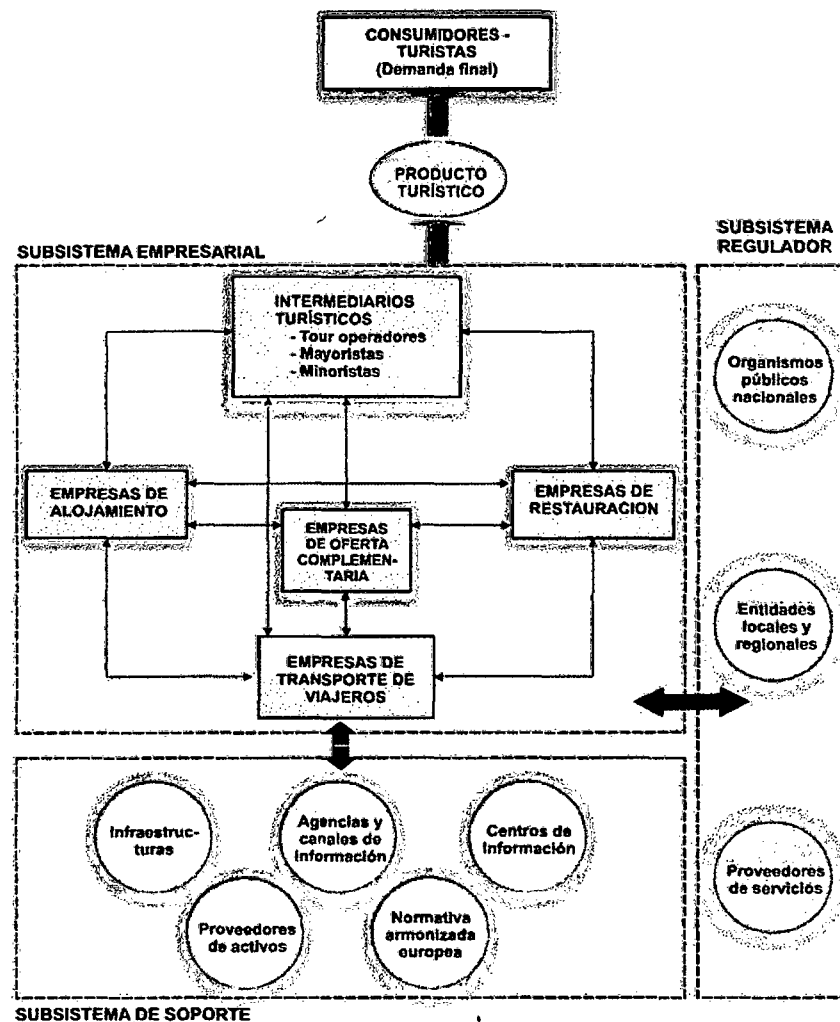 CONSUMIDORES -
TURISTAS
(Demanda final)
PRODUCTO
TURÍSTICO
SUBSISTEMA EMPRESARIAL
SUBSISTEMA
REGULADOR
INTERMEDIARIOS
TURÍSTICOS
- Tour operadores
- Mayoristas
- Minoristas
Organismos
públicos
nacionales
EMPRESAS DE
ALOJAMIENTO
EMPRESAS DE
RESTAURACION
EMPRESAS
DE OFERTA
COMPLEMEN-
TARIA
Entidades
locales y
regionales
EMPRESAS DE
TRANSPORTE DE
VIAJEROS
Infraestruc-
turas
Agencias y
canales de
información
Centros de
Información
Proveedores
de servicios
Proveedores
de activos
Normativa
armonizada
europea
SUBSISTEMA DE SOPORTE